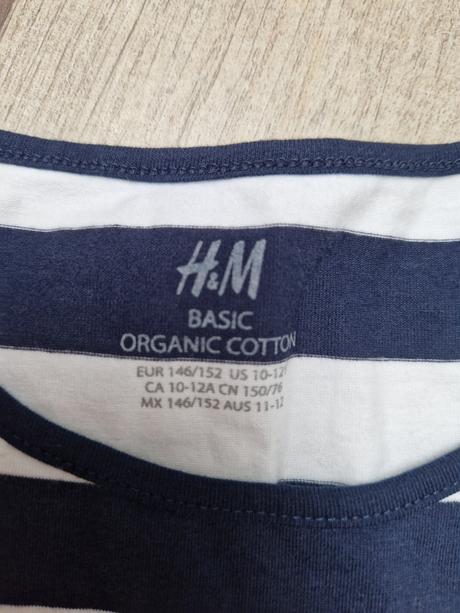 H&M
BASIC
ORGANIC COTTON
EUR 146/152 US 10-12Y
CA 10-12A CN 150/76
MX 146/152 AUS 11-12